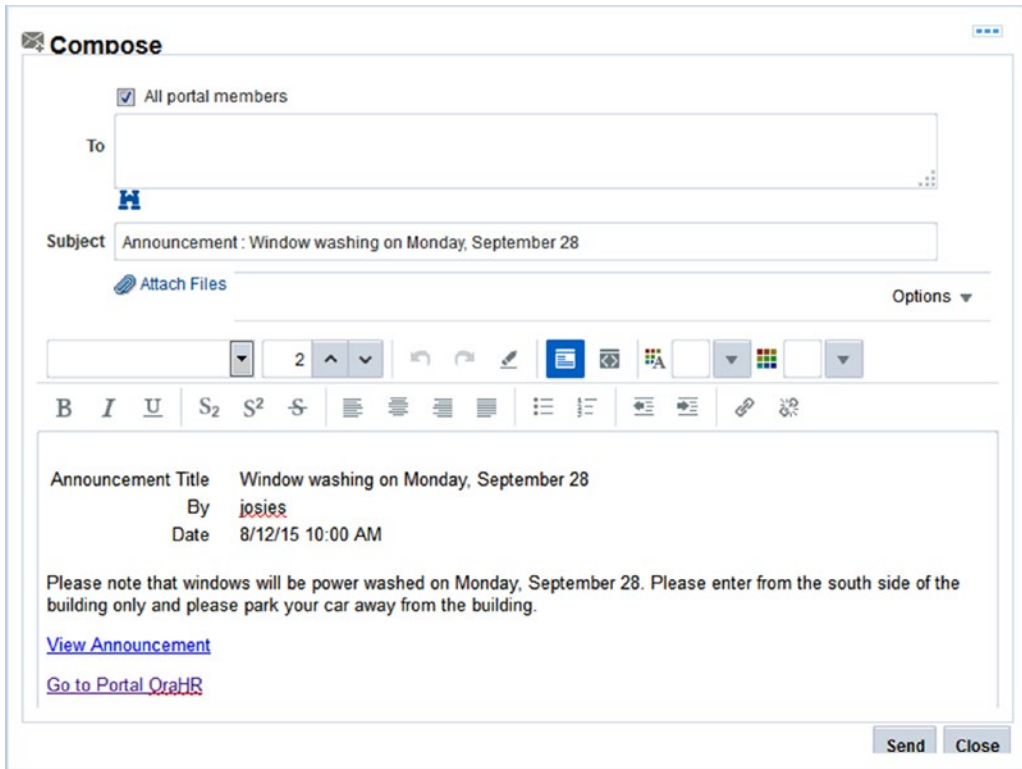 Compose
All portal members
To
Subject Announcement : Window washing on Monday, September 28
Attach Files
Options
2
B I U S2 S2 S
Announcement Title Window washing on Monday, September 28
By josies
Date 8/12/15 10:00 AM
Please note that windows will be power washed on Monday, September 28. Please enter from the south side of the
building only and please park your car away from the building.
View Announcement
Go to Portal OraHR
Send Close